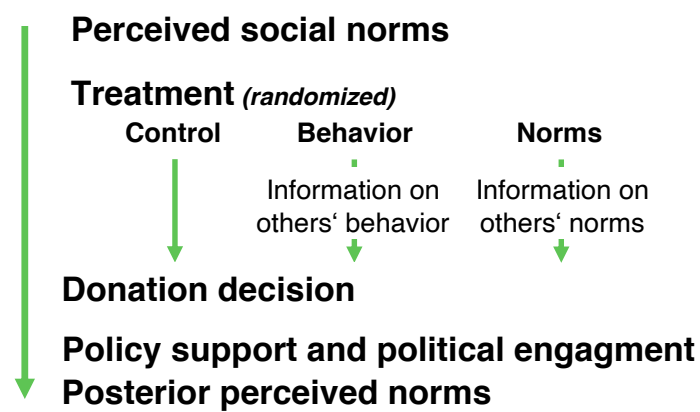 Perceived social norms
Treatment (randomized)
Control Behavior Norms
Information on Information on
others‘ behavior others‘ norms
Donation decision
Policy support and political engagment
Posterior perceived norms